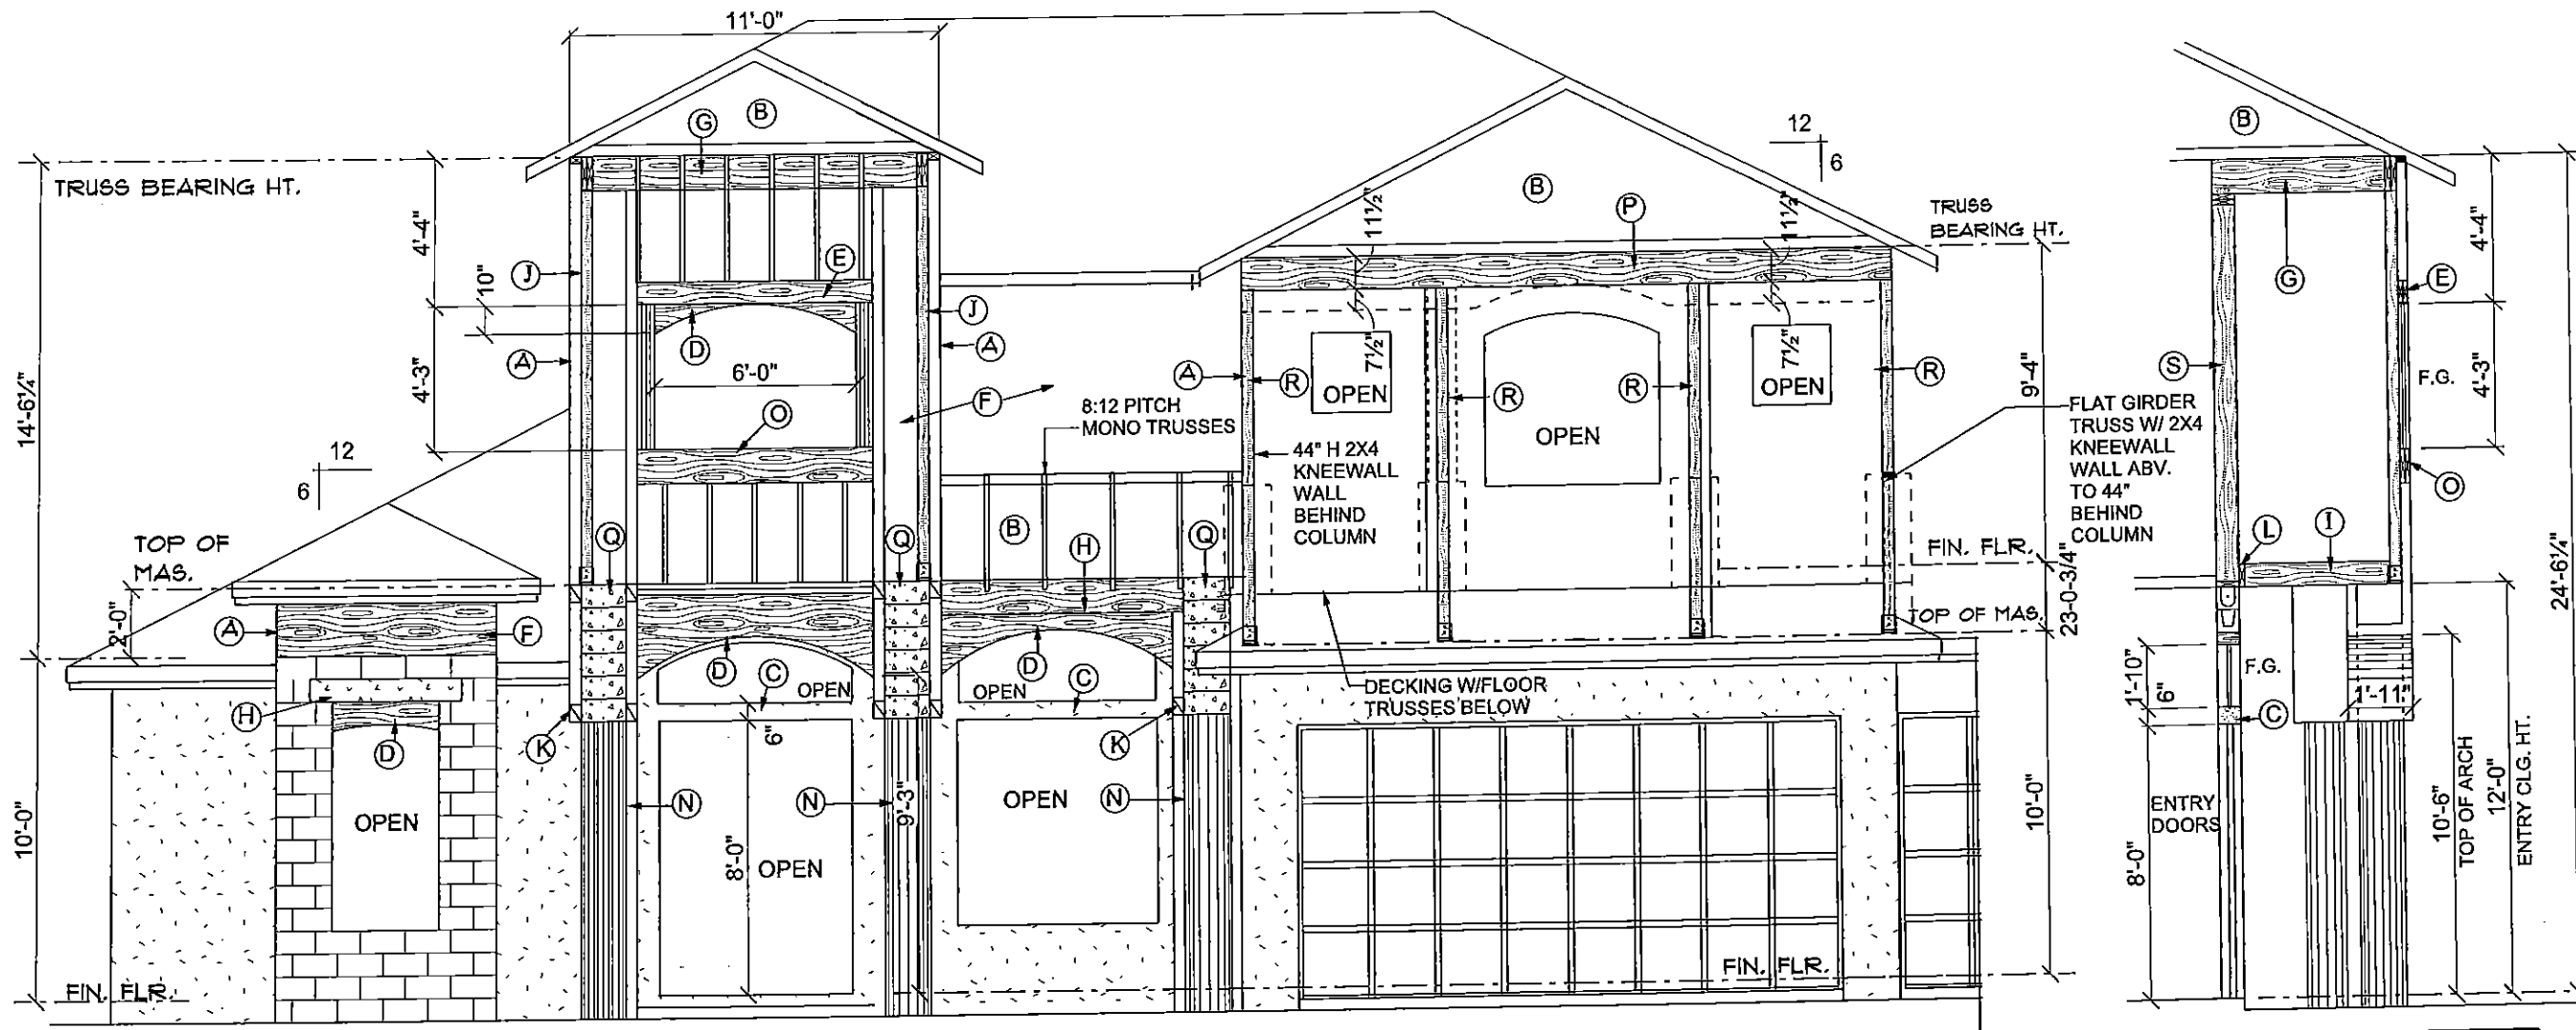 11'-0"
B
G
12
6
B
TRUSS BEARING HT.
4'-4"
10"
J
E
B
P
11½"
11½"
TRUSS
BEARING HT.
4'-4"
G
E
14'-6¼"
A
D
4'-3"
6'-0"
O
J
A
F
8:12 PITCH
MONO TRUSSES
A
R
7½"
OPEN
R
OPEN
R
7½"
OPEN
R
9'-4"
FLAT GIRDER
TRUSS W/ 2X4
KNEEWALL
WALL ABV.
TO 44"
BEHIND
COLUMN
S
F.G.
4'-3"
O
24'-6¼"
44" H 2X4
KNEEWALL
WALL
BEHIND
COLUMN
12
6
TOP OF
MAS.
2'-0"
Q
Q
B
H
Q
FIN. FLR.
23-0-3/4"
TOP OF MAS.
L
I
A
F
H
D
OPEN
K
D
C
OPEN
6"
8'-0"
OPEN
N
N
9'-3"
D
OPEN
C
K
OPEN
N
DECKING W/FLOOR
TRUSSES BELOW
10'-0"
FIN. FLR.
FIN. FLR.
10'-0"
1'-10"
6"
F.G.
C
1'-11"
ENTRY
DOORS
8'-0"
10'-6"
TOP OF ARCH
12'-0"
ENTRY CLG. HT.